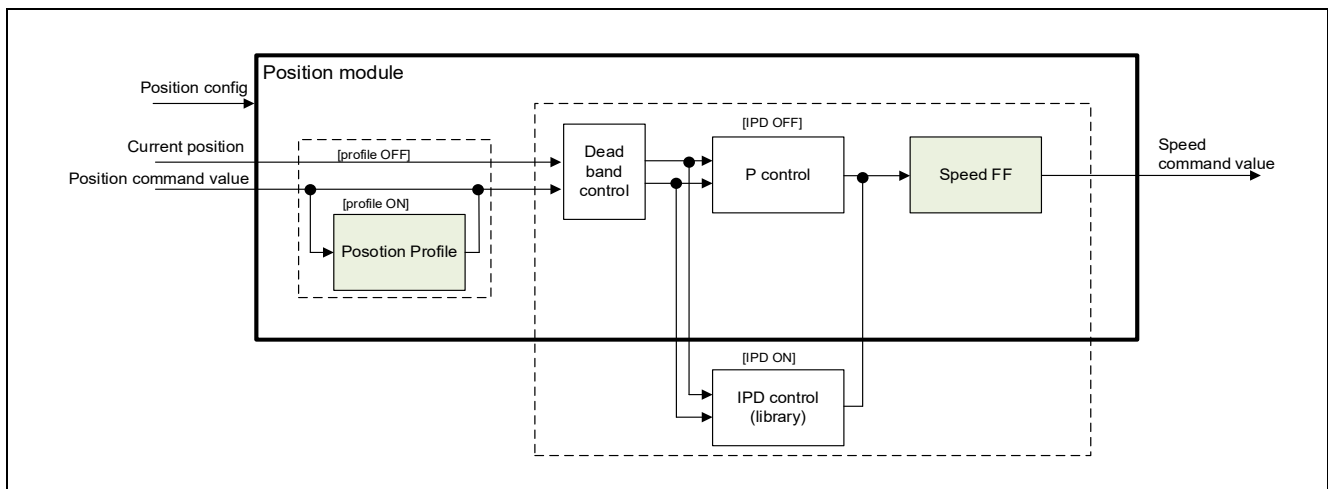 Position module
Position config
Current position
Position command value
[profile OFF]
[profile ON]
Posotion Profile
Dead
band
control
[IPD OFF]
P control
Speed FF
Speed
command value
[IPD ON]
IPD control
(library)